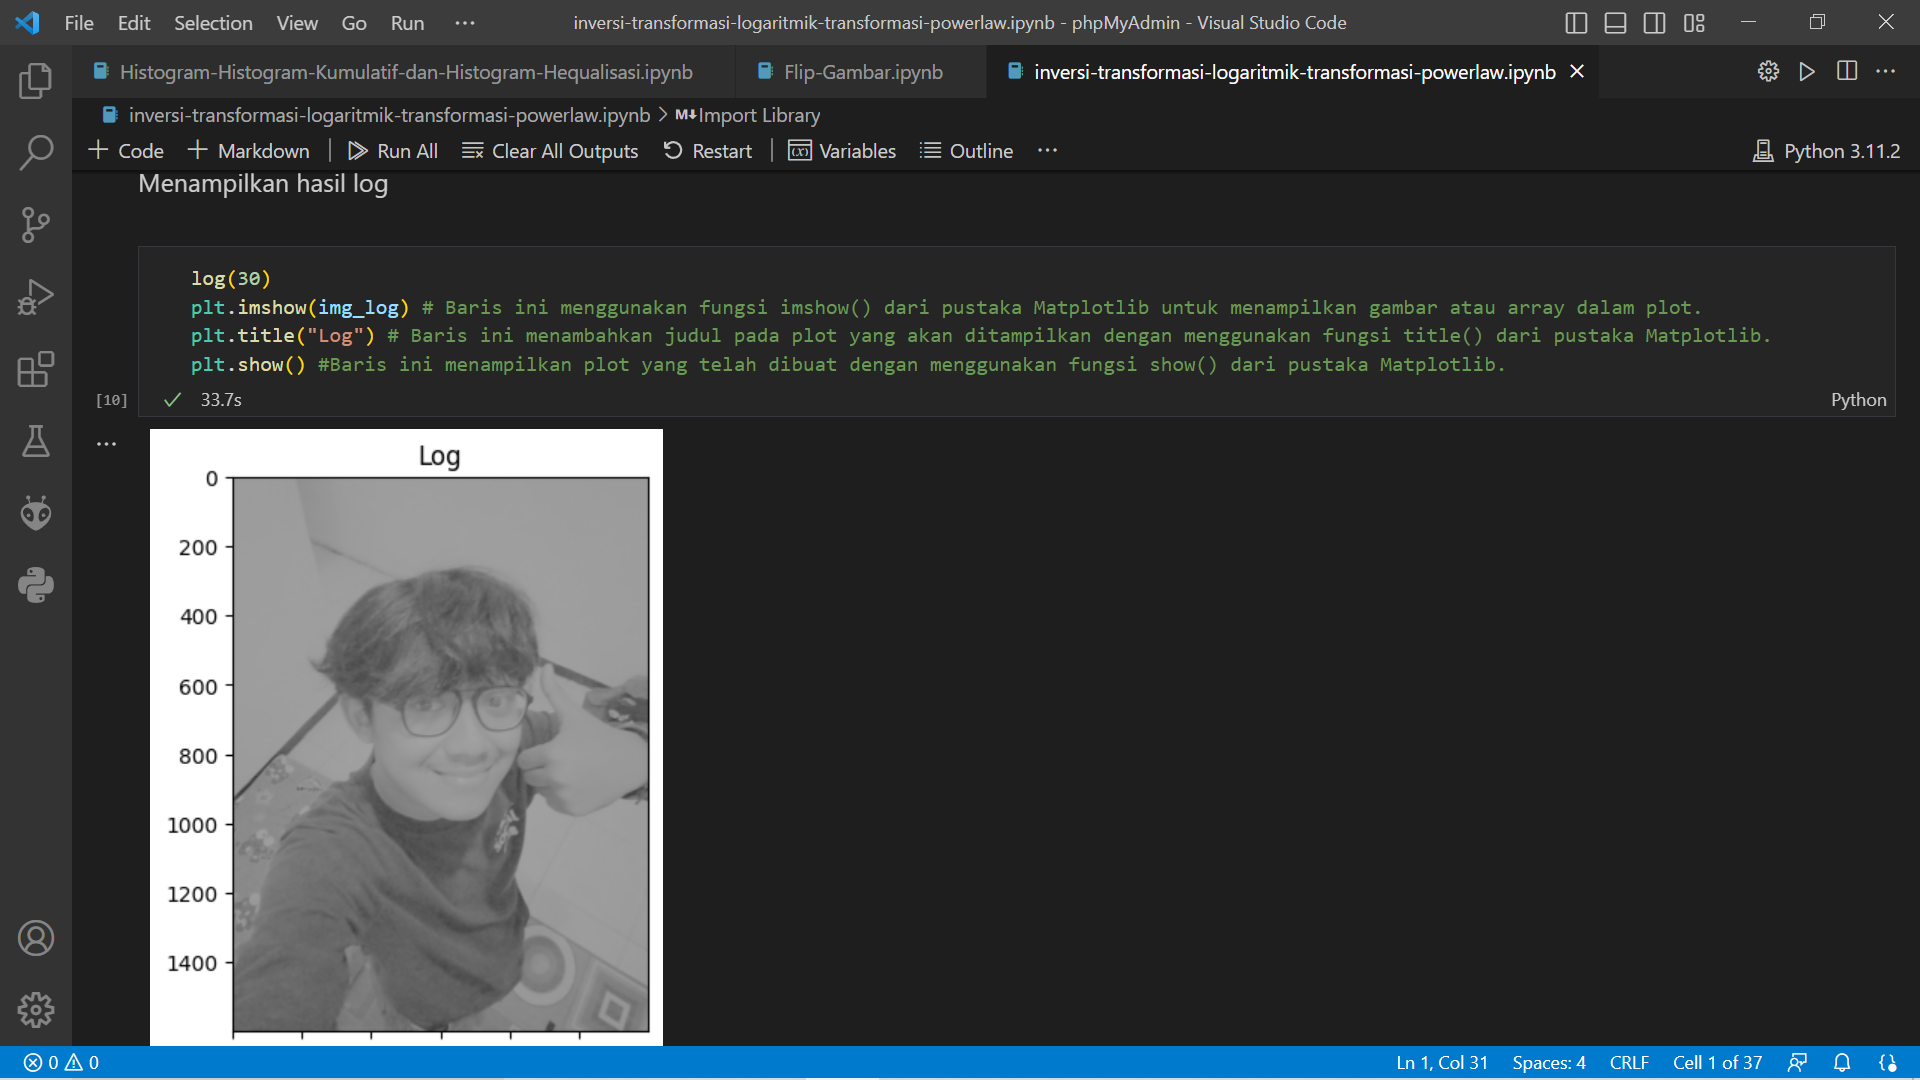 File Edit Selection View Go Run ··· inversi-transformasi-logaritmik-transformasi-powerlaw.ipynb - phpMyAdmin - Visual Studio Code
Histogram-Histogram-Kumulatif-dan-Histogram-Hequalisasi.ipynb Flip-Gambar.ipynb inversi-transformasi-logaritmik-transformasi-powerlaw.ipynb
inversi-transformasi-logaritmik-transformasi-powerlaw.ipynb > M↓Import Library
+ Code + Markdown | Run All Clear All Outputs Restart | Variables Outline ··· Python 3.11.2
Menampilkan hasil log
log(30)
plt.imshow(img_log) # Baris ini menggunakan fungsi imshow() dari pustaka Matplotlib untuk menampilkan gambar atau array dalam plot.
plt.title("Log") # Baris ini menambahkan judul pada plot yang akan ditampilkan dengan menggunakan fungsi title() dari pustaka Matplotlib.
plt.show() #Baris ini menampilkan plot yang telah dibuat dengan menggunakan fungsi show() dari pustaka Matplotlib.
[10] ✓ 33.7s Python
Log
0
200
400
600
800
1000
1200
1400
0 0 Ln 1, Col 31 Spaces: 4 CRLF Cell 1 of 37